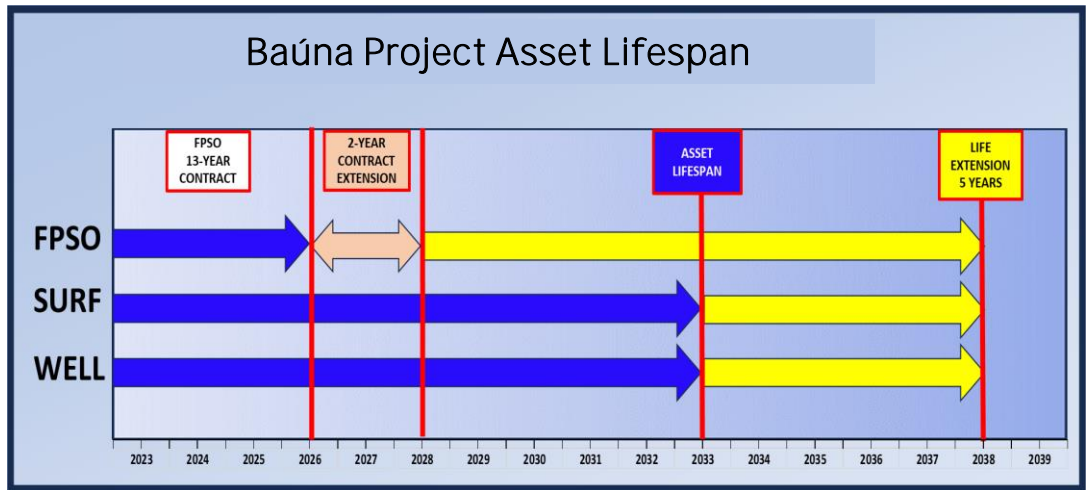 Baúna Project Asset Lifespan
FPSO
13-YEAR
CONTRACT
2-YEAR
CONTRACT
EXTENSION
ASSET
LIFESPAN
LIFE
EXTENSION
5 YEARS
FPSO
SURF
WELL
2023 2024 2025 2026 2027 2028 2029 2030 2031 2032 2033 2034 2035 2036 2037 2038 2039